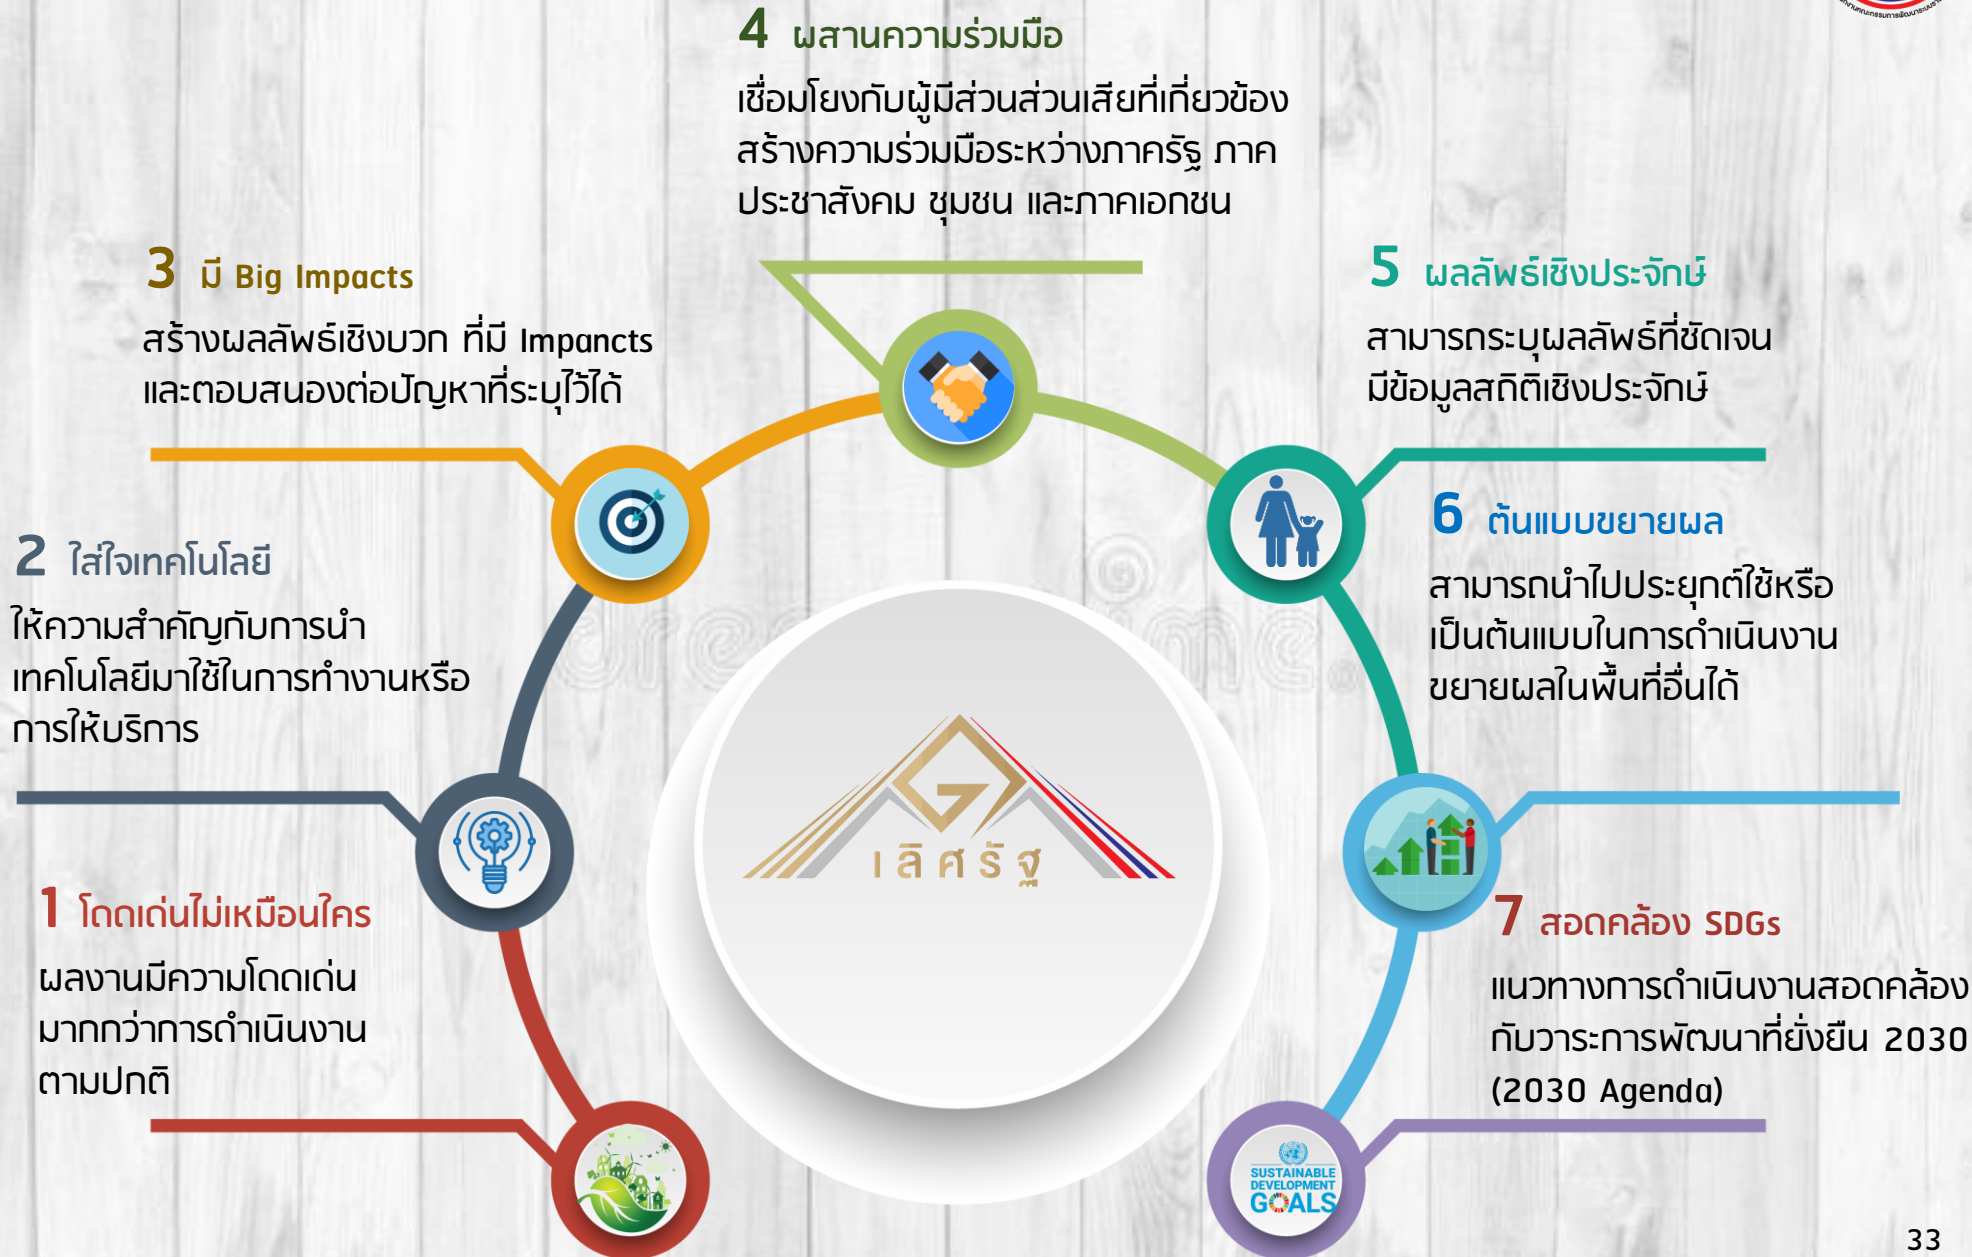 4 ผสานความร่วมมือ
เชื่อมโยงกับผู้มีส่วนส่วนเสียที่เกี่ยวข้อง
สร้างความร่วมมือระหว่างภาครัฐ ภาค
ประชาสังคม ชุมชน และภาคเอกชน
3 มี Big Impacts
สร้างผลลัพธ์เชิงบวก ที่มี Impancts
และตอบสนองต่อปัญหาที่ระบุไว้ได้
5 ผลลัพธ์เชิงประจักษ์
สามารถระบุผลลัพธ์ที่ชัดเจน
มีข้อมูลสถิติเชิงประจักษ์
2 ใส่ใจเทคโนโลยี
ให้ความสำคัญกับการนำ
เทคโนโลยีมาใช้ในการทำงานหรือ
การให้บริการ
6 ต้นแบบขยายผล
สามารถนำไปประยุกต์ใช้หรือ
เป็นต้นแบบในการดำเนินงาน
ขยายผลในพื้นที่อื่นได้
เลิศรัฐ
1 โดดเด่นไม่เหมือนใคร
ผลงานมีความโดดเด่น
มากกว่าการดำเนินงาน
ตามปกติ
7 สอดคล้อง SDGs
แนวทางการดำเนินงานสอดคล้อง
กับวาระการพัฒนาที่ยั่งยืน 2030
(2030 Agenda)
SUSTAINABLE
DEVELOPMENT
GOALS
33